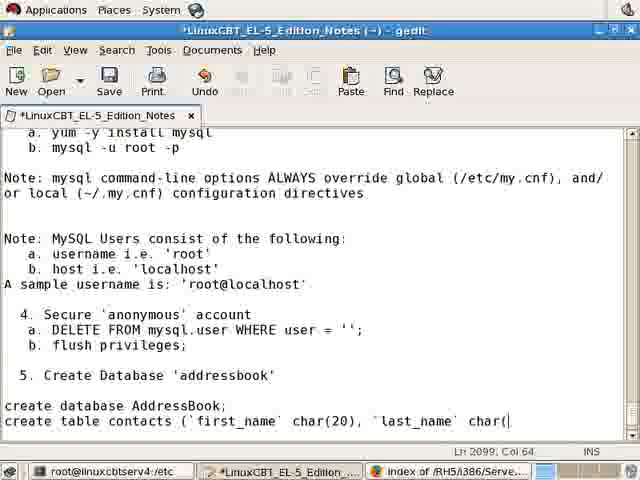 Applications Places System
*LinuxCBT_EL-5_Edition_Notes (~) - gedit
File Edit View Search Tools Documents Help
New Open Save Print Undo Paste Find Replace
*LinuxCBT_EL-5_Edition_Notes x
a. yum -y install mysql
b. mysql -u root -p
Note: mysql command-line options ALWAYS override global (/etc/my.cnf), and/
or local (~/.my.cnf) configuration directives
Note: MySQL Users consist of the following:
a. username i.e. 'root'
b. host i.e. 'localhost'
A sample username is: 'root@localhost'
4. Secure 'anonymous' account
a. DELETE FROM mysql.user WHERE user = '';
b. flush privileges;
5. Create Database 'addressbook'
create database AddressBook;
create table contacts (`first_name` char(20), `last_name` char(
Ln 2099, Col 64 INS
root@linuxcbtserv4:/etc *LinuxCBT_EL-5_Edition_... Index of /RH5/i386/Serve...